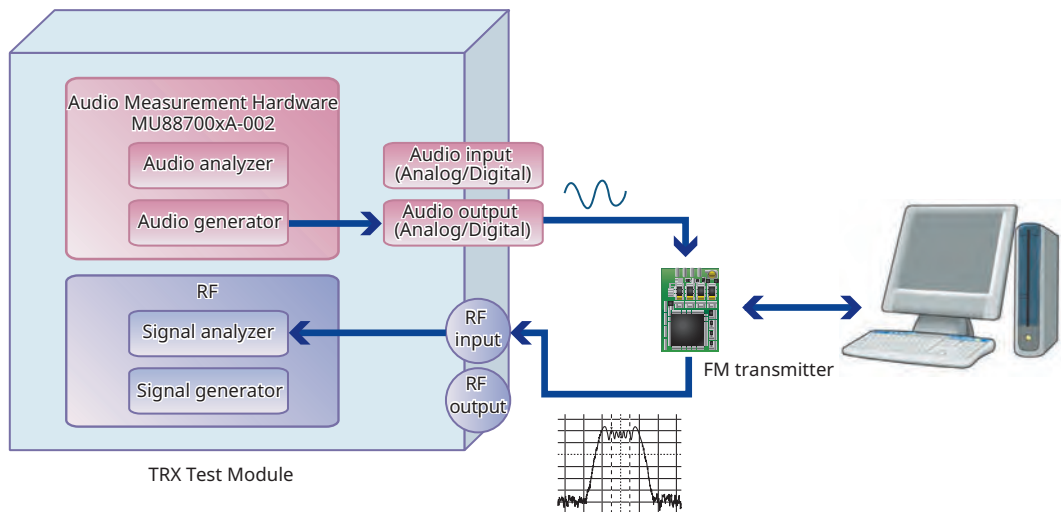 Audio Measurement Hardware
MU88700xA-002
Audio analyzer
Audio generator
Audio input
(Analog/Digital)
Audio output
(Analog/Digital)
RF
Signal analyzer
Signal generator
RF
input
RF
output
FM transmitter
TRX Test Module